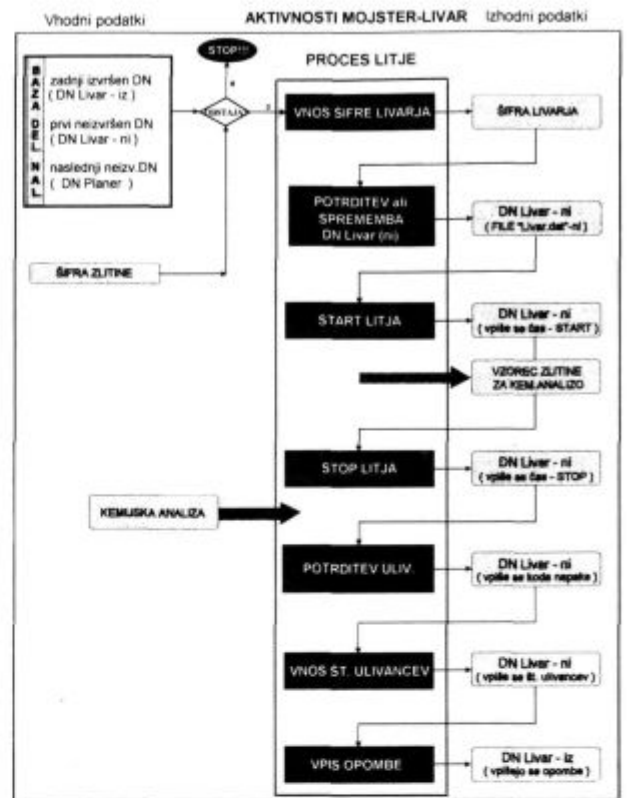 Vhodni podatki
AKTIVNOSTI MOJSTER-LIVAR
Izhodni podatki
STOP!!!
PROCES LITJE
BAZA DEL. NAL.
zadnji izvršen DN
( DN Livar - iz )
prvi neizvršen DN
( DN Livar - ni )
naslednji neizv.DN
( DN Planer )
OBSTAJA
VNOS ŠIFRE LIVARJA
ŠIFRA LIVARJA
POTRDITEV ali
SPREMEMBA
DN Livar (ni)
DN Livar - ni
( FILE "Livar.dat"-ni )
ŠIFRA ZLITINE
START LITJA
DN Livar - ni
( vpiše se čas - START )
VZOREC ZLITINE
ZA KEM.ANALIZO
STOP LITJA
DN Livar - ni
( vpiše se čas - STOP )
KEMIJSKA ANALIZA
POTRDITEV ULIV.
DN Livar - ni
( vpiše se koda napake )
VNOS ŠT. ULIVANCEV
DN Livar - ni
( vpiše se št. ulivancev )
VPIS OPOMBE
DN Livar - iz
( vpišejo se opombe )